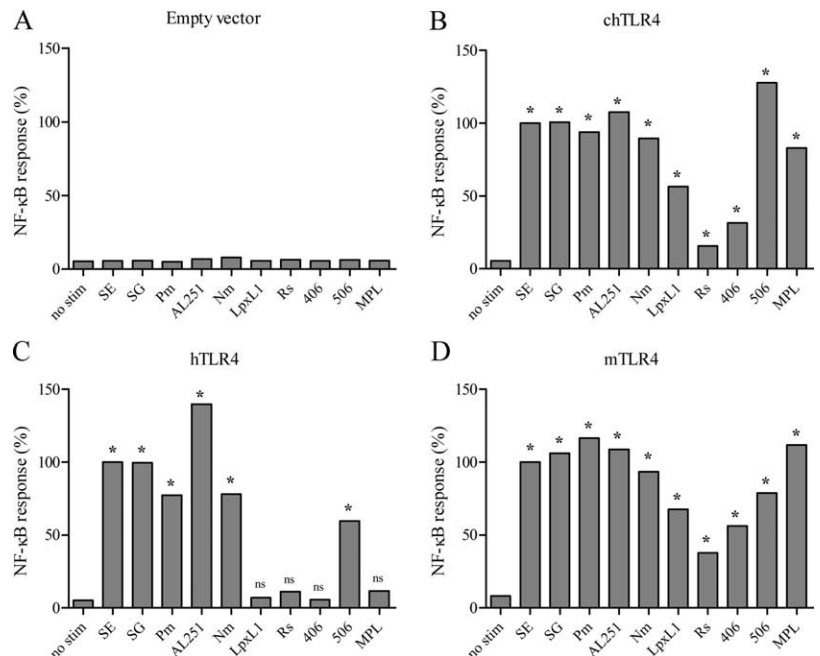 A
Empty vector
NF-κB response (%)
150
100
50
0
no stim
SE
SG
Pm
AL251
Nm
LpxL1
Rs
406
506
MPL
B
chTLR4
NF-κB response (%)
150
100
50
0
* * * * * * * * * *
no stim
SE
SG
Pm
AL251
Nm
LpxL1
Rs
406
506
MPL
C
hTLR4
NF-κB response (%)
150
100
50
0
* * * * * ns ns ns * ns
no stim
SE
SG
Pm
AL251
Nm
LpxL1
Rs
406
506
MPL
D
mTLR4
NF-κB response (%)
150
100
50
0
* * * * * * * * * *
no stim
SE
SG
Pm
AL251
Nm
LpxL1
Rs
406
506
MPL